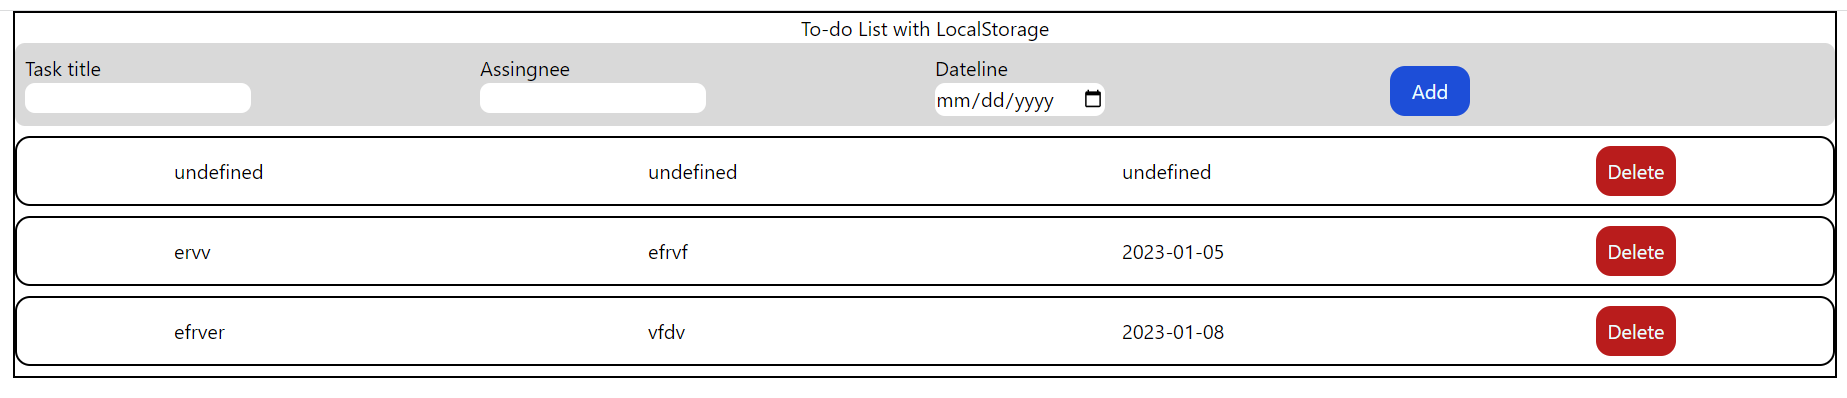 To-do List with LocalStorage
Task title Assingnee Dateline
mm/dd/yyyy Add
undefined undefined undefined Delete
ervv efrvf 2023-01-05 Delete
efrver vfdv 2023-01-08 Delete